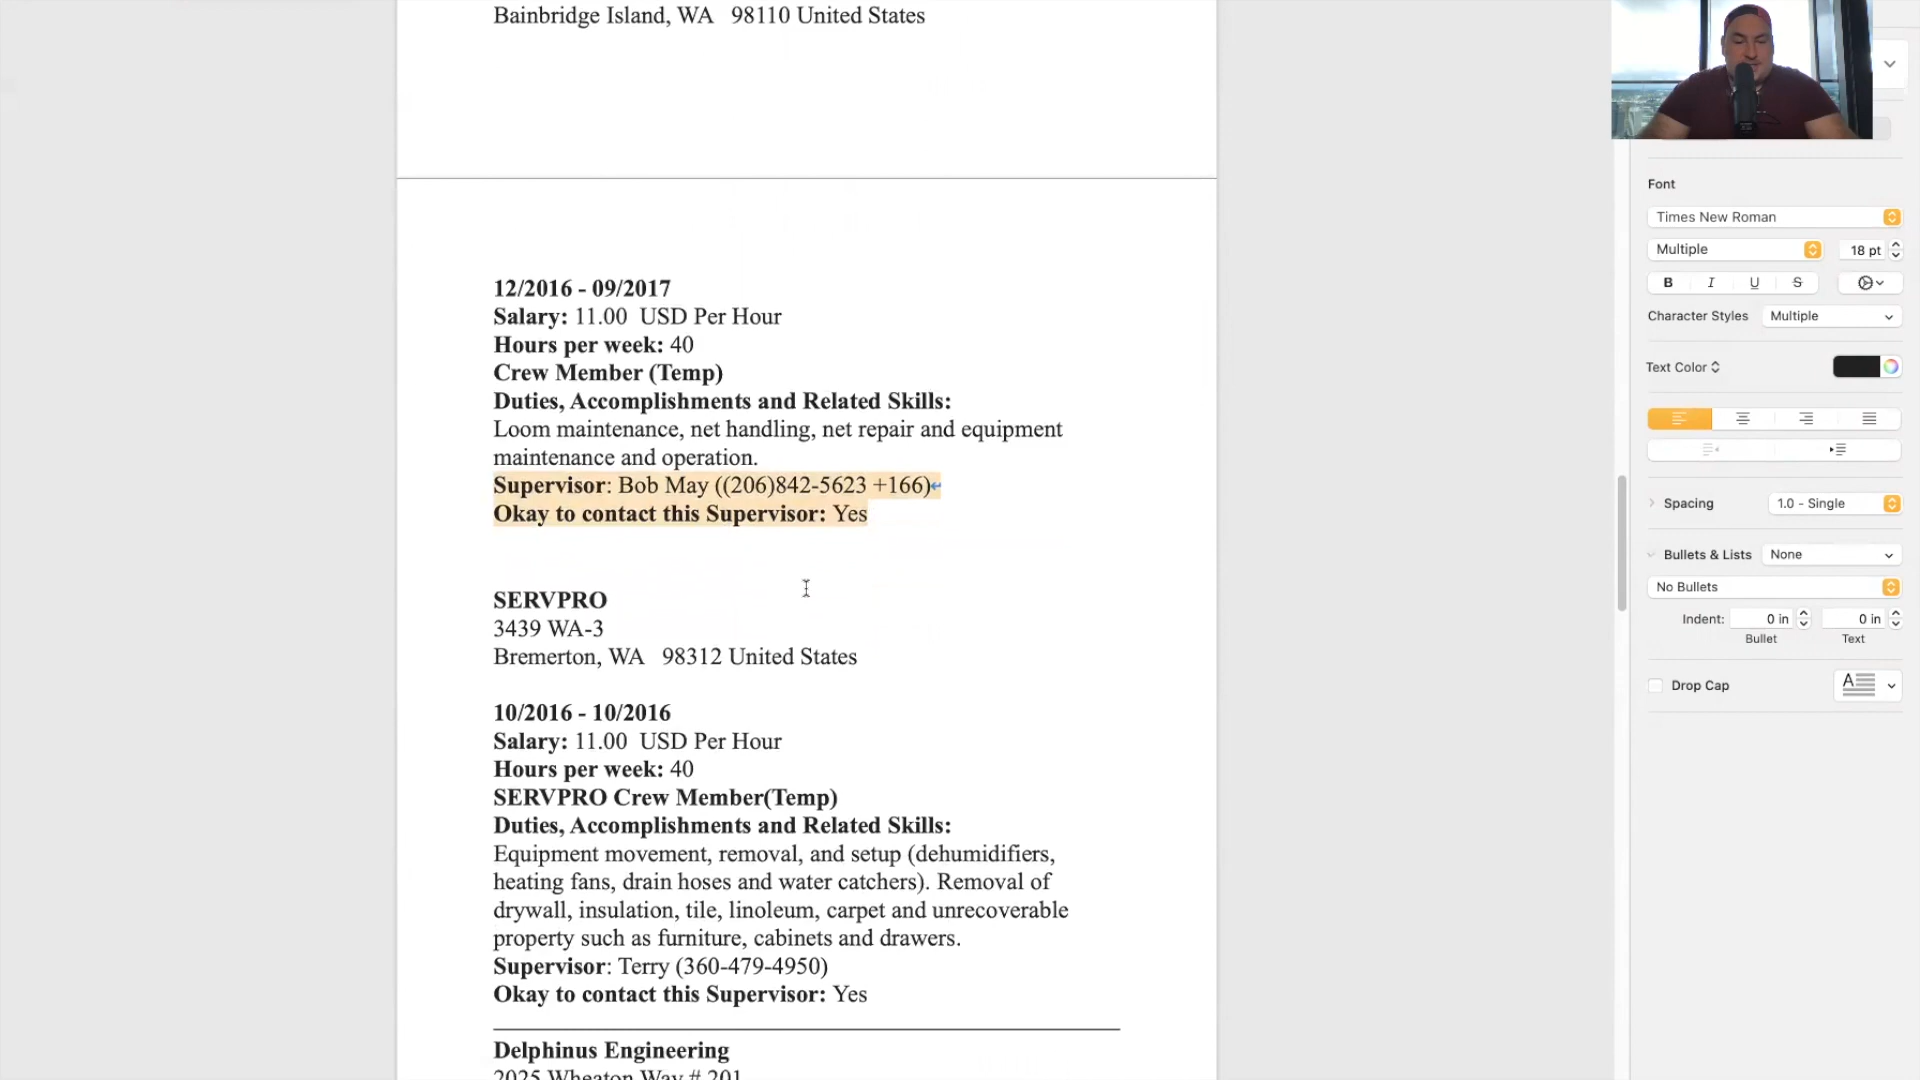 Bainbridge Island, WA 98110 United States
12/2016 - 09/2017
Salary: 11.00 USD Per Hour
Hours per week: 40
Crew Member (Temp)
Duties, Accomplishments and Related Skills:
Loom maintenance, net handling, net repair and equipment
maintenance and operation.
Supervisor: Bob May ((206)842-5623 +166)
Okay to contact this Supervisor: Yes
SERVPRO
3439 WA-3
Bremerton, WA 98312 United States
10/2016 - 10/2016
Salary: 11.00 USD Per Hour
Hours per week: 40
SERVPRO Crew Member(Temp)
Duties, Accomplishments and Related Skills:
Equipment movement, removal, and setup (dehumidifiers,
heating fans, drain hoses and water catchers). Removal of
drywall, insulation, tile, linoleum, carpet and unrecoverable
property such as furniture, cabinets and drawers.
Supervisor: Terry (360-479-4950)
Okay to contact this Supervisor: Yes
Delphinus Engineering
2025 Wheaton Way # 201
Font
Times New Roman
Multiple 18 pt
B I U S
Character Styles Multiple
Text Color
Spacing 1.0 - Single
Bullets & Lists None
No Bullets
Indent: 0 in 0 in
Bullet Text
Drop Cap A